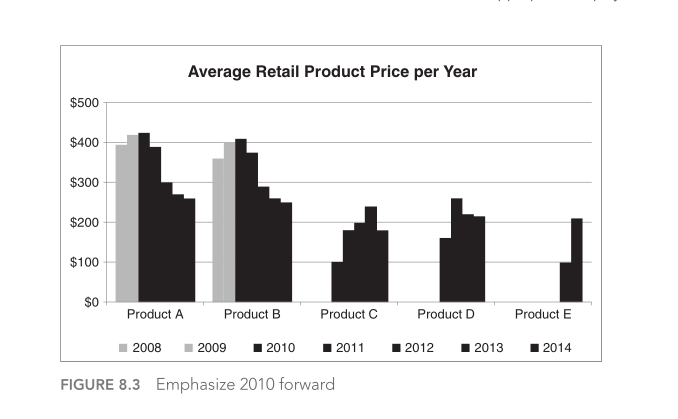 Average Retail Product Price per Year
$500
$400
$300
$200
$100
$0
Product A Product B Product C Product D Product E
2008 2009 2010 2011 2012 2013 2014
FIGURE 8.3 Emphasize 2010 forward